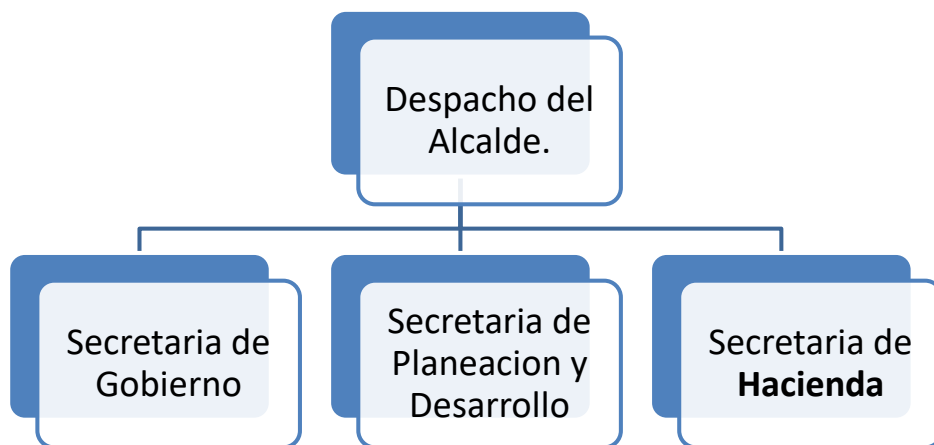 Despacho del
Alcalde.
Secretaria de
Gobierno
Secretaria de
Planeacion y
Desarrollo
Secretaria de
Hacienda